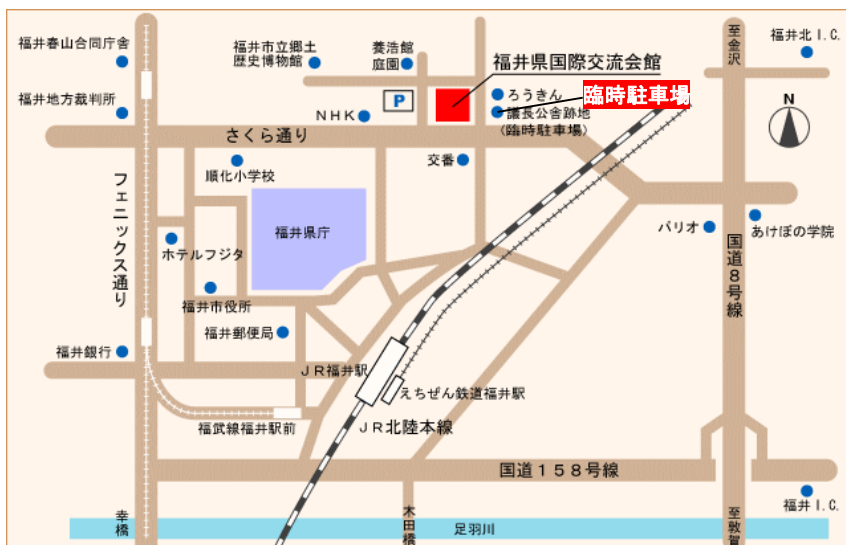 福井春山合同庁舎
福井市立郷土
歴史博物館
養浩館
庭園
福井県国際交流会館
至金沢
福井北I.C.
福井地方裁判所
P
NHK
ろうきん
臨時駐車場
議長公舎跡地
(臨時駐車場)
N
さくら通り
交番
順化小学校
フェニックス通り
福井県庁
ホテルフジタ
パリオ
あけぼの学院
国道8号線
福井市役所
福井郵便局
福井銀行
JR福井駅
えちぜん鉄道福井駅
福武線福井駅前
JR北陸本線
国道158号線
福井I.C.
幸橋
木田橋
足羽川
至敦賀